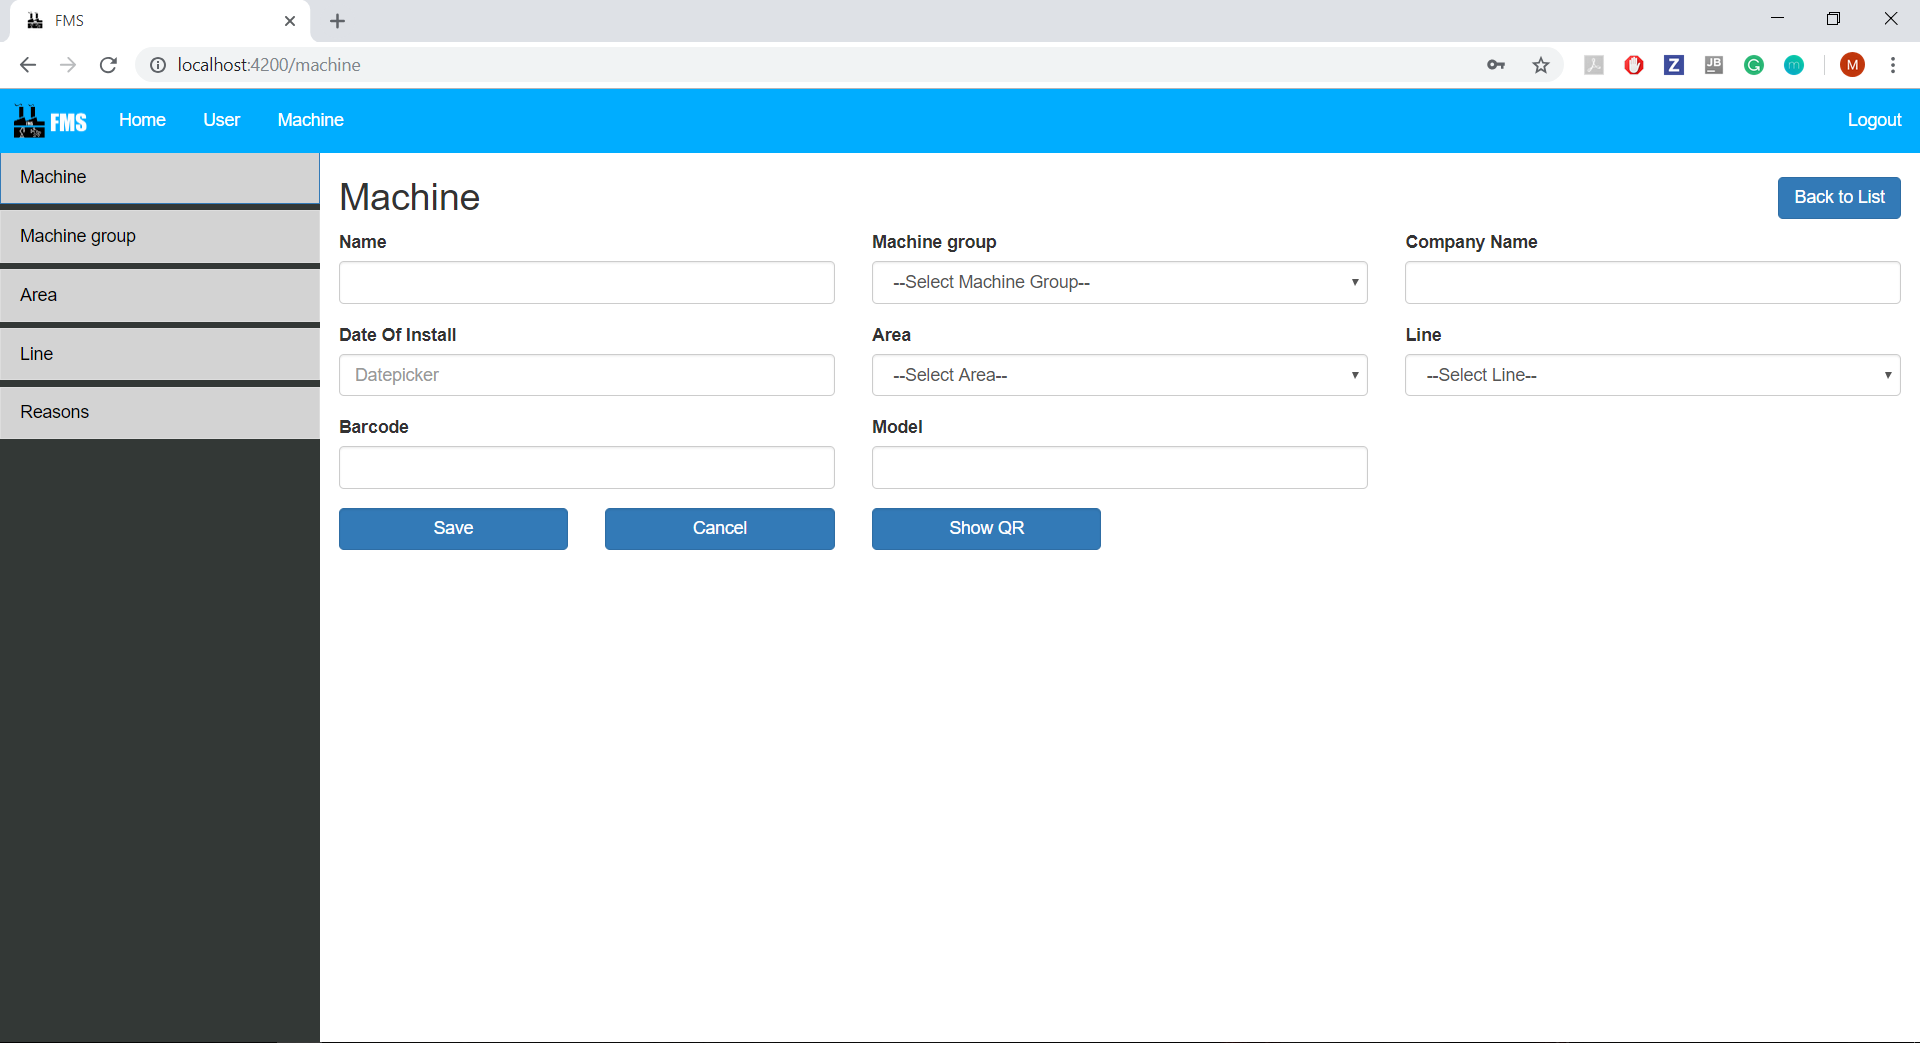 FMS
localhost:4200/machine
Z
JB
G
m
M
FMS
Home User Machine Logout
Machine
Machine group
Area
Line
Reasons
Machine
Back to List
Name Machine group Company Name
--Select Machine Group--
Date Of Install Area Line
Datepicker --Select Area-- --Select Line--
Barcode Model
Save Cancel Show QR